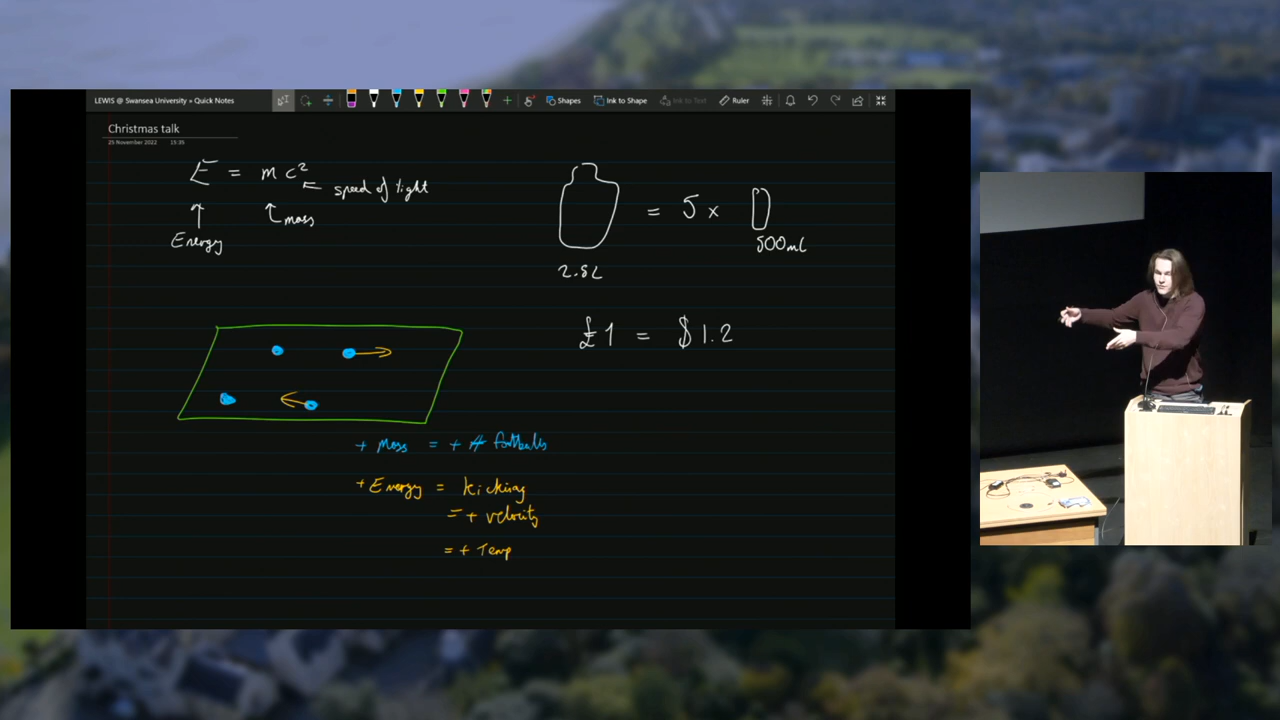 LEWIS @ Swansea University » Quick Notes
Shapes
Ink to Shape
Ink to Text
Ruler
Christmas talk
25 November 2022 15:35
E = mc²
speed of light
mass
Energy
= 5 ×
500mL
2.5L
£1 = $1.2
+ Mass = + # footballs
+ Energy = kicking
= + velocity
= + Temp